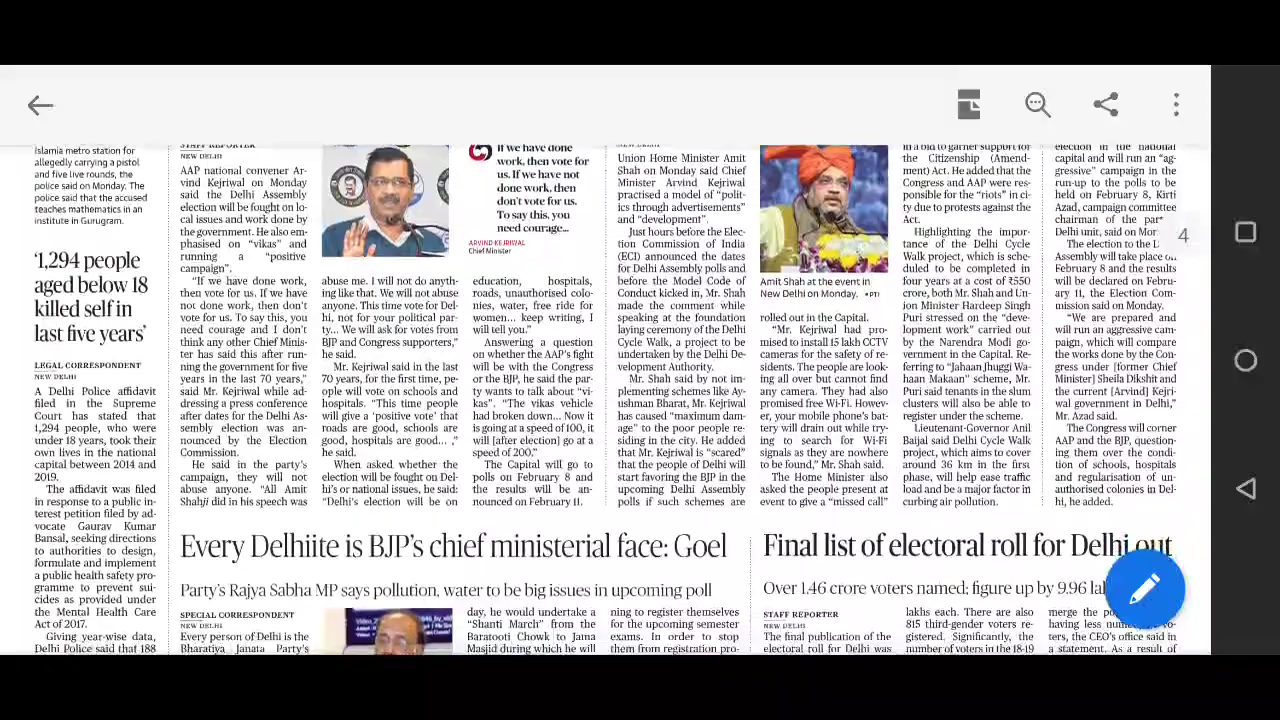 Islamia metro station for
allegedly carrying a pistol
and five live rounds, the
police said on Monday. The
police said that the accused
teaches mathematics in an
institute in Gurugram.
'1,294 people
aged below 18
killed self in
last five years'
LEGAL CORRESPONDENT
NEW DELHI
A Delhi Police affidavit
filed in the Supreme
Court has stated that
1,294 people, who were
under 18 years, took their
own lives in the national
capital between 2014 and
2019.
The affidavit was filed
in response to a public in-
terest petition filed by ad-
vocate Gaurav Kumar
Bansal, seeking directions
to authorities to design,
formulate and implement
a public health safety pro-
gramme to prevent sui-
cides as provided under
the Mental Health Care
Act of 2017.
Giving year-wise data,
Delhi Police said that 188
STAFF REPORTER
NEW DELHI
AAP national convener Ar-
vind Kejriwal on Monday
said the Delhi Assembly
election will be fought on lo-
cal issues and work done by
the government. He also em-
phasised on "vikas" and
running a "positive
campaign".
"If we have done work,
then vote for us. If we have
not done work, then don't
vote for us. To say this, you
need courage and I don't
think any other Chief Minis-
ter has said this after run-
ning the government for five
years in the last 70 years,"
said Mr. Kejriwal while ad-
dressing a press conference
after dates for the Delhi As-
sembly election was an-
nounced by the Election
Commission.
He said in the party's
campaign, they will not
abuse anyone. "All Amit
Shahji did in his speech was
abuse me. I will not do anyth-
ing like that. We will not abuse
anyone. This time vote for Del-
hi, not for your political par-
ty... We will ask for votes from
BJP and Congress supporters,"
he said.
Mr. Kejriwal said in the last
70 years, for the first time, pe-
ople will vote on schools and
hospitals. "This time people
will give a 'positive vote' that
roads are good, schools are
good, hospitals are good... ,"
he said.
When asked whether the
election will be fought on Del-
hi's or national issues, he said:
"Delhi's election will be on
If we have done
work, then vote for
us. If we have not
done work, then
don't vote for us.
To say this, you
need courage...
ARVIND KEJRIWAL
Chief Minister
education, hospitals,
roads, unauthorised colo-
nies, water, free ride for
women... keep writing, I
will tell you."
Answering a question
on whether the AAP's fight
will be with the Congress
or the BJP, he said the par-
ty wants to talk about "vi-
kas". "The vikas vehicle
had broken down... Now it
is going at a speed of 100, it
will [after election] go at a
speed of 200."
The Capital will go to
polls on February 8 and
the results will be an-
nounced on February 11.
NEW DELHI
Union Home Minister Amit
Shah on Monday said Chief
Minister Arvind Kejriwal
practised a model of "polit-
ics through advertisements"
and "development".
Just hours before the Elec-
tion Commission of India
(ECI) announced the dates
for Delhi Assembly polls and
before the Model Code of
Conduct kicked in, Mr. Shah
made the comment while
speaking at the foundation
laying ceremony of the Delhi
Cycle Walk, a project to be
undertaken by the Delhi De-
velopment Authority.
Mr. Shah said by not im-
plementing schemes like Ay-
ushman Bharat, Mr. Kejriwal
has caused "maximum dam-
age" to the poor people re-
siding in the city. He added
that Mr. Kejriwal is "scared"
that the people of Delhi will
start favoring the BJP in the
upcoming Delhi Assembly
polls if such schemes are
Amit Shah at the event in
New Delhi on Monday. •PTI
rolled out in the Capital.
"Mr. Kejriwal had pro-
mised to install 15 lakh CCTV
cameras for the safety of re-
sidents. The people are look-
ing all over but cannot find
any camera. They had also
promised free Wi-Fi. Howev-
er, your mobile phone's bat-
tery will drain out while try-
ing to search for Wi-Fi
signals as they are nowhere
to be found," Mr. Shah said.
The Home Minister also
asked the people present at
event to give a "missed call"
in a bid to garner support for
the Citizenship (Amend-
ment) Act. He added that the
Congress and AAP were res-
ponsible for the "riots" in ci-
ty due to protests against the
Act.
Highlighting the impor-
tance of the Delhi Cycle
Walk project, which is sche-
duled to be completed in
four years at a cost of ₹550
crore, both Mr. Shah and Un-
ion Minister Hardeep Singh
Puri stressed on the "deve-
lopment work" carried out
by the Narendra Modi go-
vernment in the Capital. Re-
ferring to "Jahaan Jhuggi Wa-
haan Makaan" scheme, Mr.
Puri said tenants in the slum
clusters will also be able to
register under the scheme.
Lieutenant-Governor Anil
Baijal said Delhi Cycle Walk
project, which aims to cover
around 36 km in the first
phase, will help ease traffic
load and be a major factor in
curbing air pollution.
election in the national
capital and will run an "ag-
gressive" campaign in the
run-up to the polls to be
held on February 8, Kirti
Azad, campaign committee
chairman of the par
Delhi unit, said on Mon
The election to the
Assembly will take place
February 8 and the results
will be declared on Febru-
ary 11, the Election Com-
mission said on Monday.
"We are prepared and
will run an aggressive cam-
paign, which will compare
the works done by the Con-
gress under [former Chief
Minister] Sheila Dikshit and
the current [Arvind] Kejri-
wal government in Delhi,"
Mr. Azad said.
The Congress will corner
AAP and the BJP, question-
ing them over the condi-
tion of schools, hospitals
and regularisation of un-
authorised colonies in Del-
hi, he added.
4
Every Delhiite is BJP's chief ministerial face: Goel
Party's Rajya Sabha MP says pollution, water to be big issues in upcoming poll
SPECIAL CORRESPONDENT
NEW DELHI
Every person of Delhi is the
Bharatiya Janata Party's
day, he would undertake a
"Shanti March" from the
Baratooti Chowk to Jama
Masjid during which he will
ning to register themselves
for the upcoming semester
exams. In order to stop
them from registration pro-
Final list of electoral roll for Delhi out
Over 1.46 crore voters named; figure up by 9.96 la
STAFF REPORTER
NEW DELHI
The final publication of the
electoral roll for Delhi was
lakhs each. There are also
815 third-gender voters re-
gistered. Significantly, the
number of voters in the 18-19
merge the po
having less num
ters, the CEO's office said in
a statement. As a result of